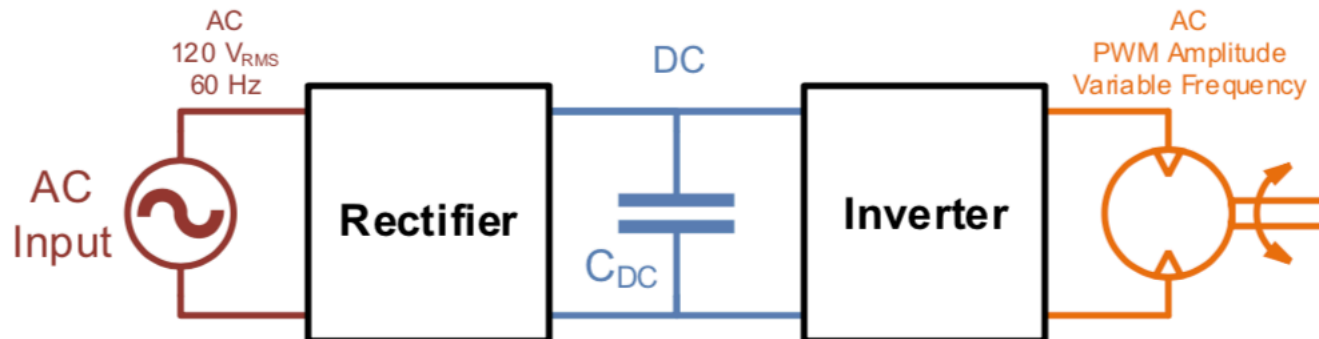 AC
120 VRMS
60 Hz
AC
Input
Rectifier
DC
CDC
Inverter
AC
PWM Amplitude
Variable Frequency